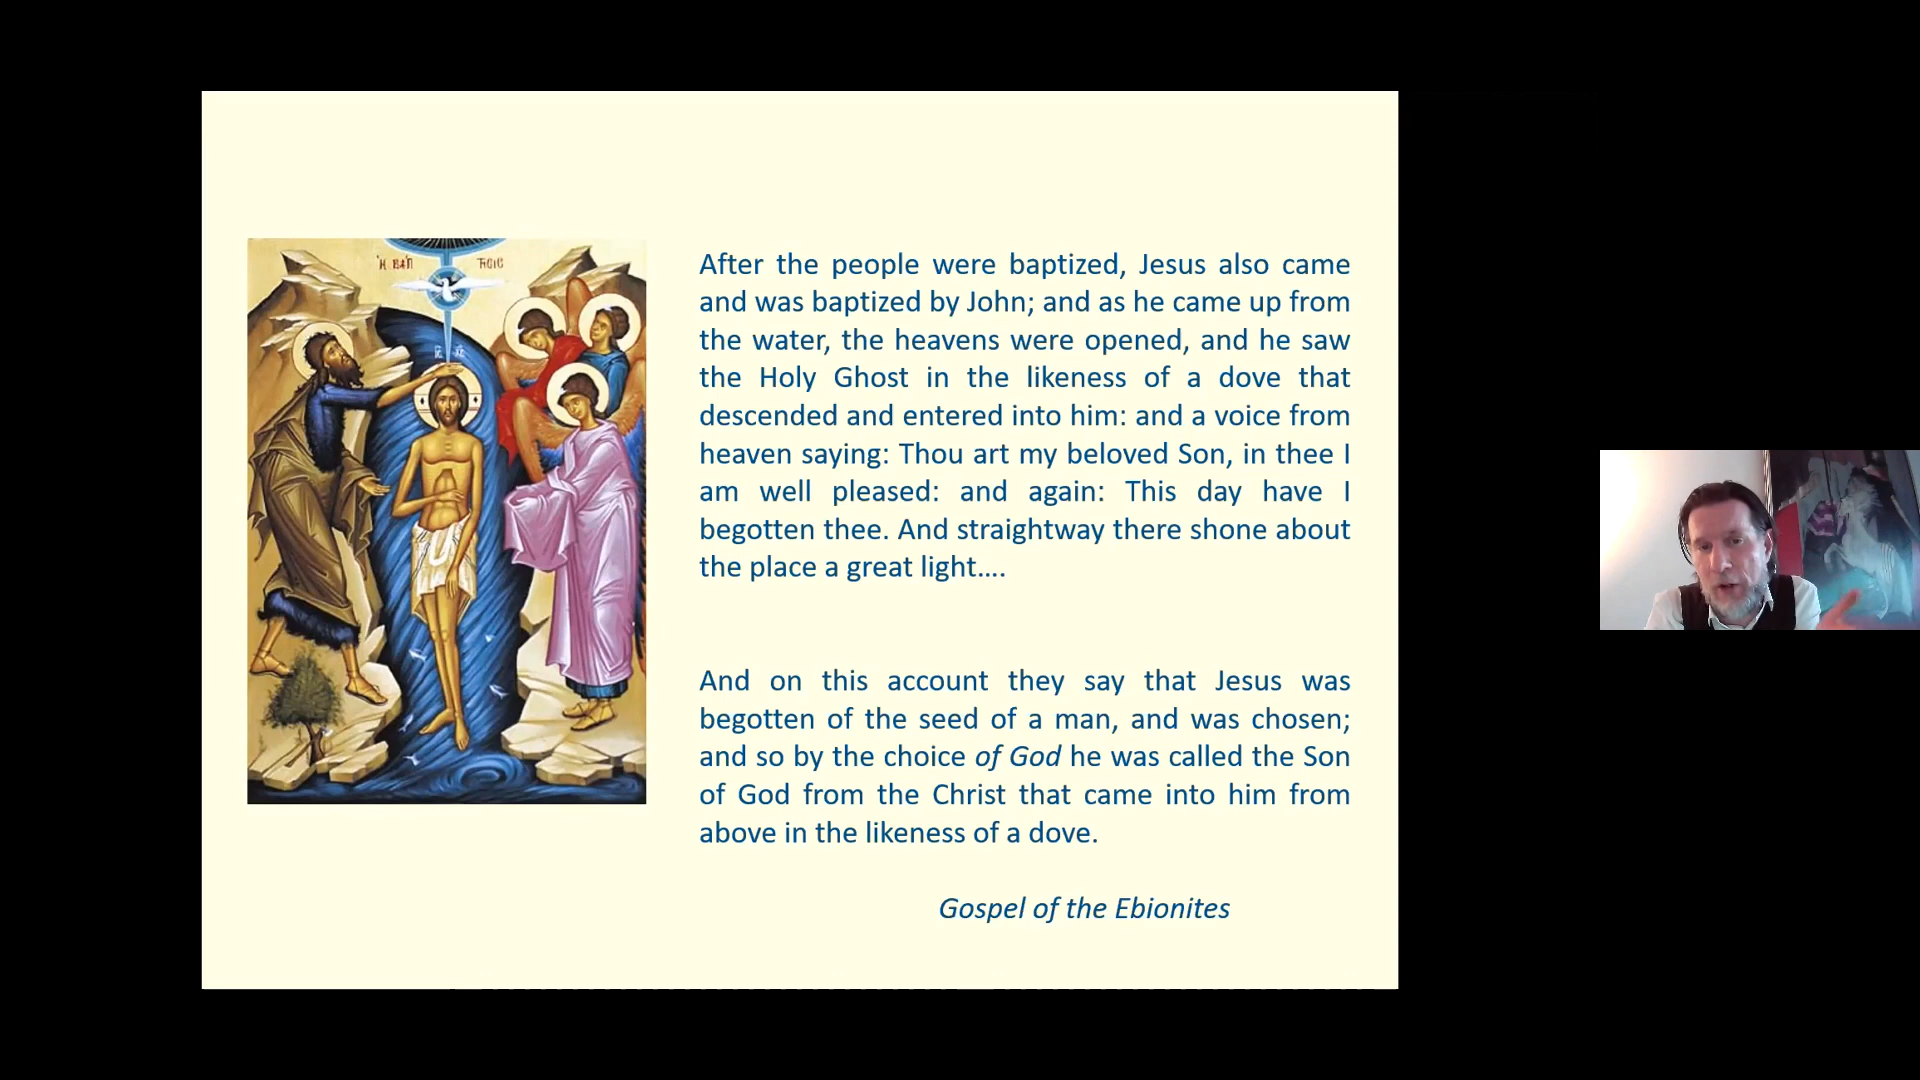 Ἡ ΒΆΠ ΤΙCΙC
ΙC ΧC
After the people were baptized, Jesus also came
and was baptized by John; and as he came up from
the water, the heavens were opened, and he saw
the Holy Ghost in the likeness of a dove that
descended and entered into him: and a voice from
heaven saying: Thou art my beloved Son, in thee I
am well pleased: and again: This day have I
begotten thee. And straightway there shone about
the place a great light....
And on this account they say that Jesus was
begotten of the seed of a man, and was chosen;
and so by the choice of God he was called the Son
of God from the Christ that came into him from
above in the likeness of a dove.
Gospel of the Ebionites